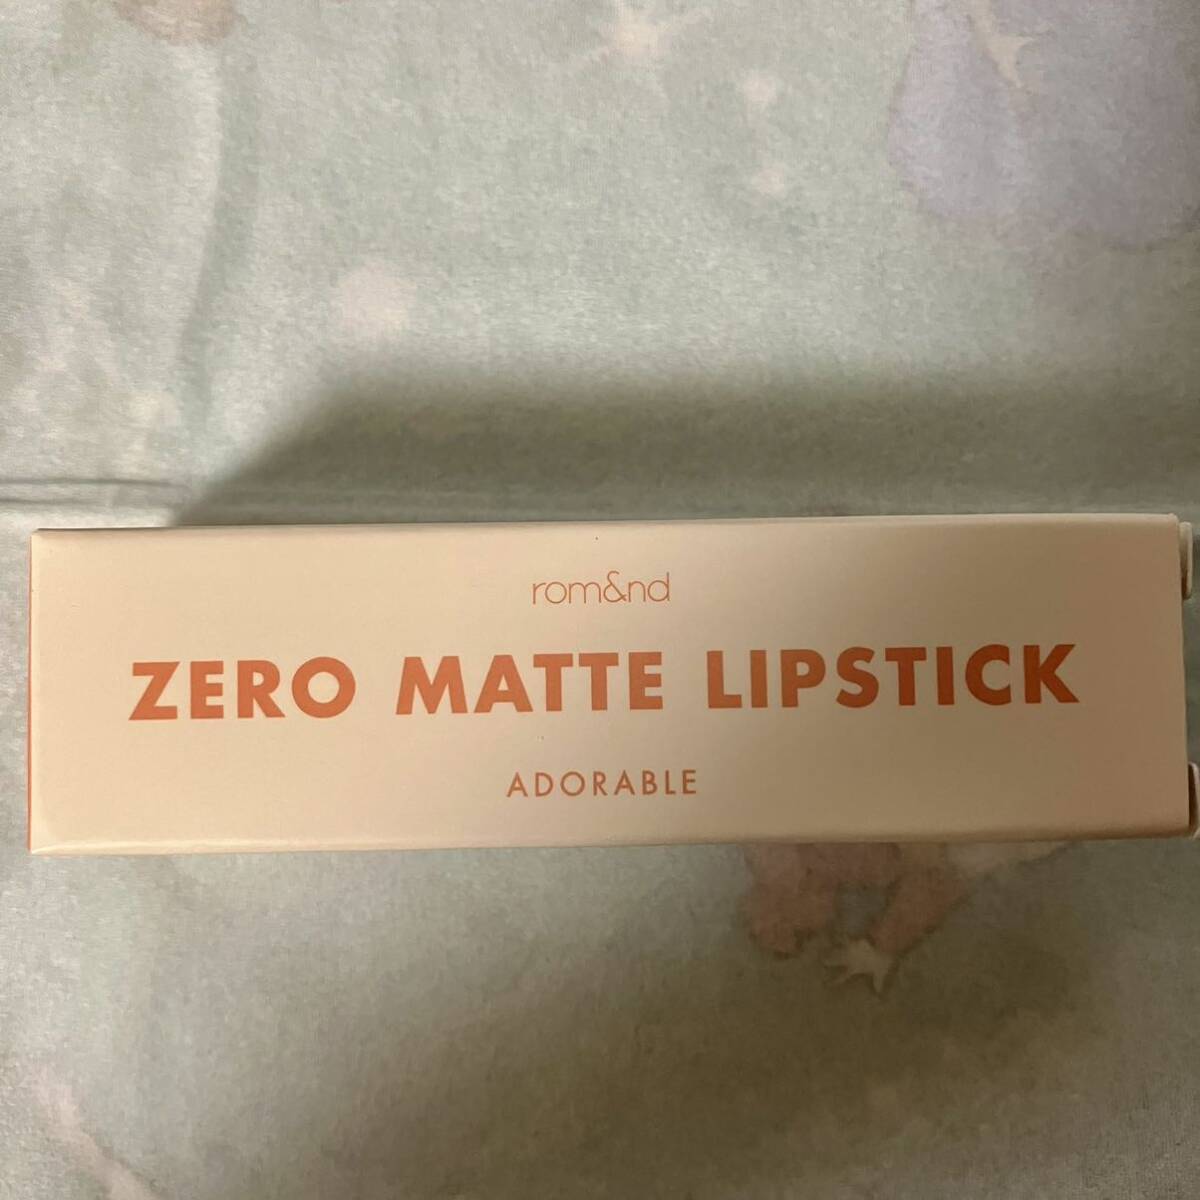 rom&nd
ZERO MATTE LIPSTICK
ADORABLE